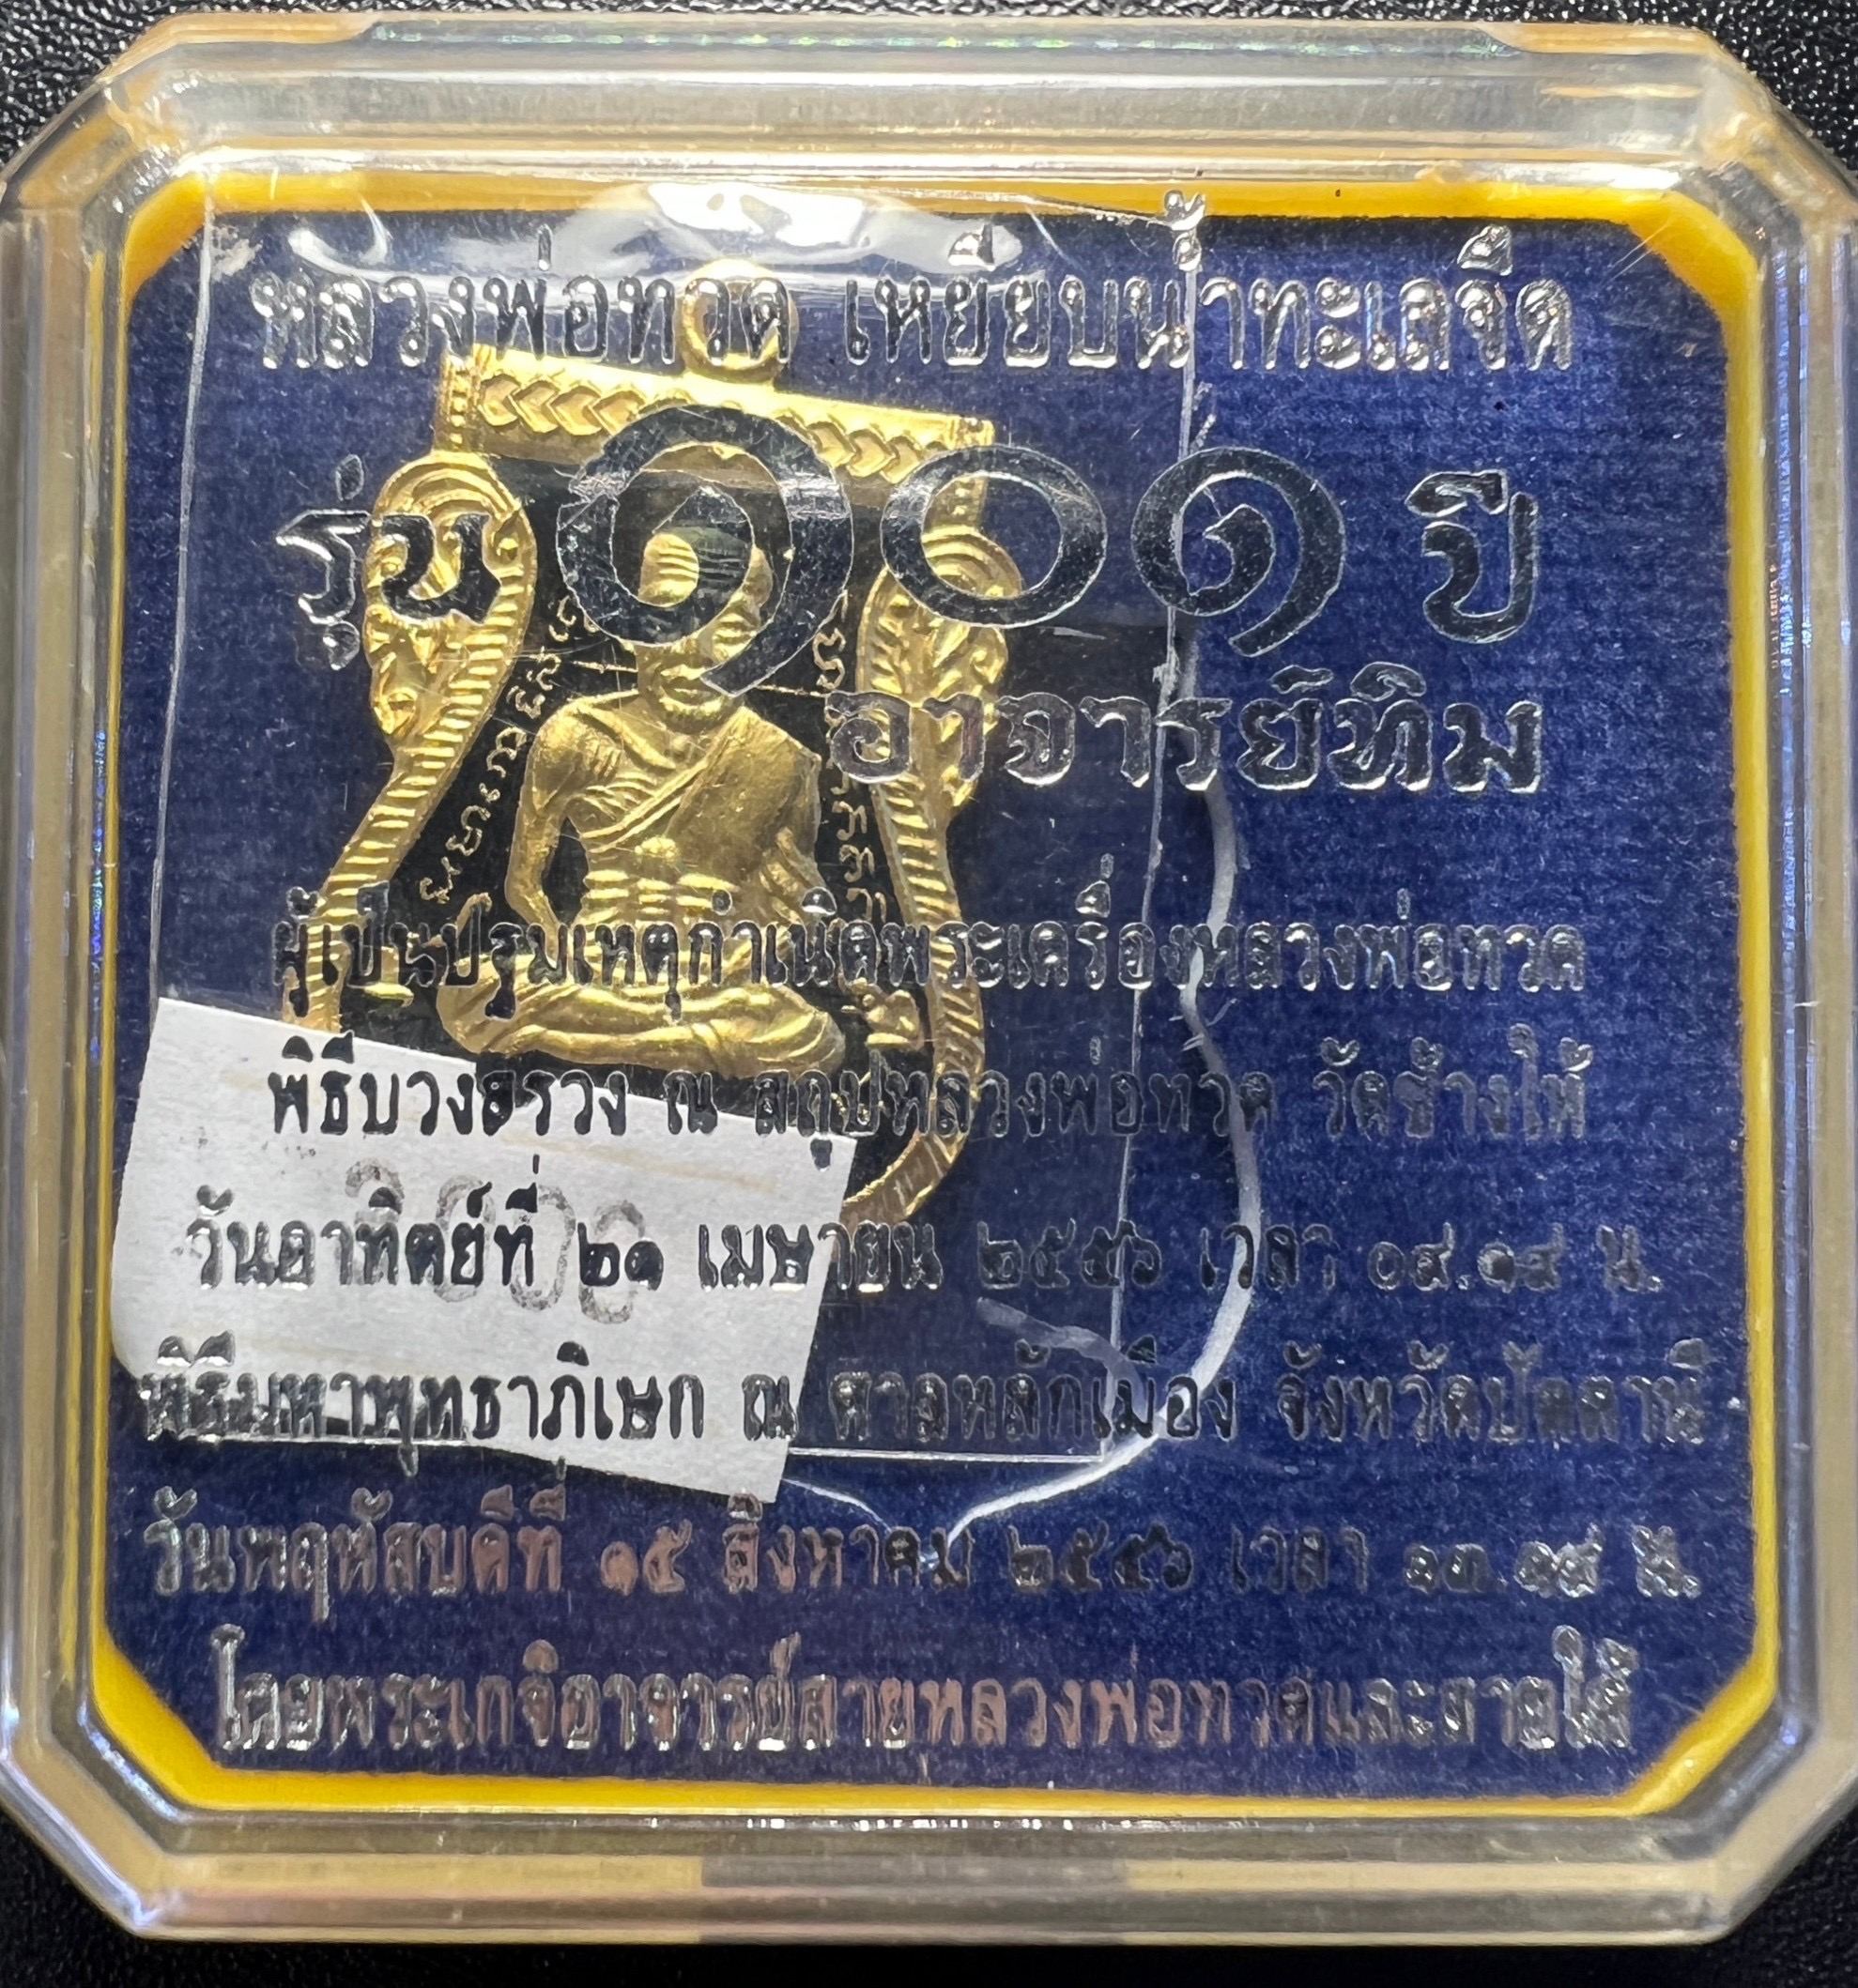 หลวงพ่อทวด เหยียบน้ำทะเลจืด
รุ่น ๑๐๑ ปี
อาจารย์ทิม
ผู้เป็นปฐมเหตุกำเนิดพระเครื่องหลวงพ่อทวด
พิธีบวงสรวง ณ สถูปหลวงพ่อทวด วัดช้างให้
วันอาทิตย์ที่ ๒๑ เมษายน ๒๕๕๖ เวลา ๐๙.๑๙ น.
พิธีมหาพุทธาภิเษก ณ ศาลหลักเมือง จังหวัดปัตตานี
วันพฤหัสบดีที่ ๑๕ สิงหาคม ๒๕๕๖ เวลา ๑๓.๑๙ น.
โดยพระเกจิอาจารย์สายหลวงพ่อทวดและสายใต้